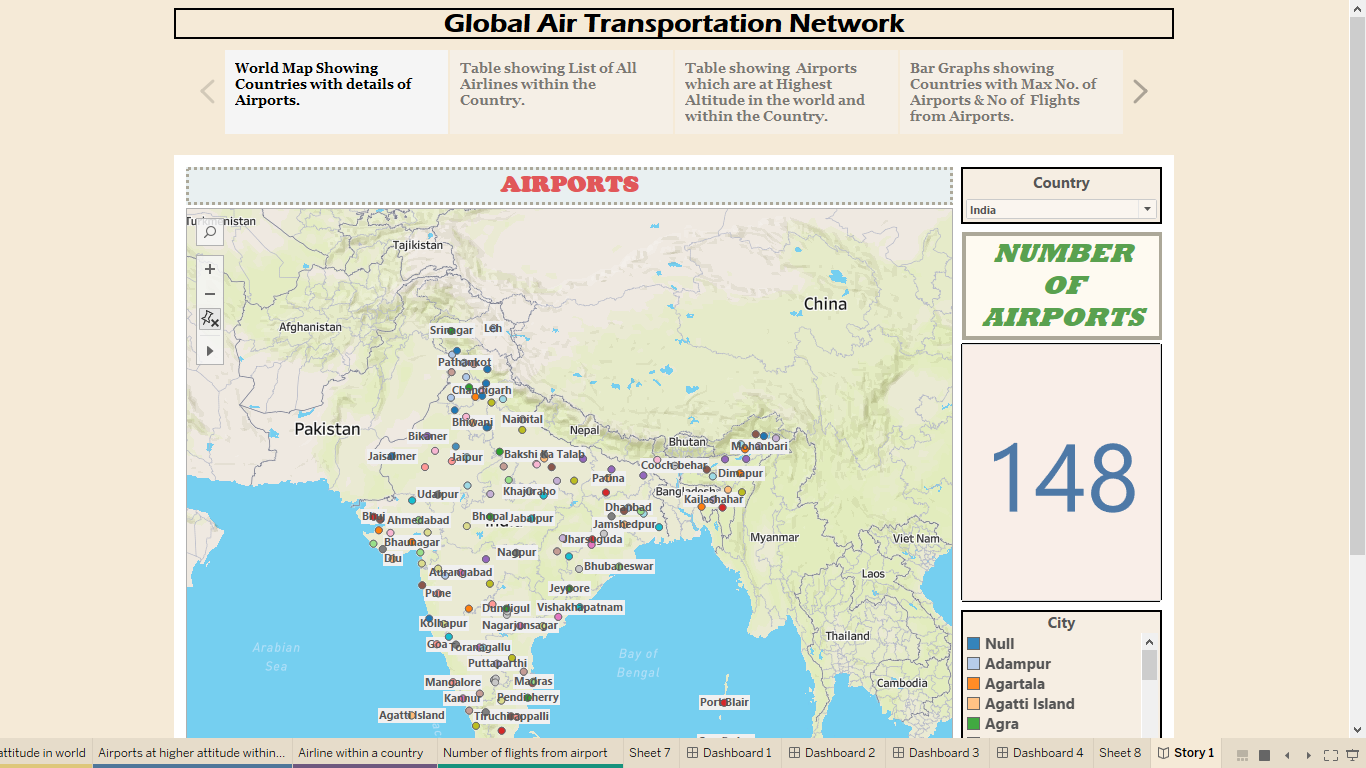 Global Air Transportation Network
World Map Showing
Countries with details of
Airports.
Table showing List of All
Airlines within the
Country.
Table showing  Airports
which are at Highest
Altitude in the world and
within the Country.
Bar Graphs showing
Countries with Max No. of
Airports & No of  Flights
from Airports.
AIRPORTS
Country
India
NUMBER
OF
AIRPORTS
148
City
Null
Adampur
Agartala
Agatti Island
Agra
Tajikistan
China
Afghanistan
Srinagar
Leh
Pathankot
Chandigarh
Pakistan
Bhiwani
Nainital
Nepal
Bikaner
Bhutan
Mohanbari
Jaisalmer
Jaipur
Bakshi Ka Talab
Cooch-behar
Dimapur
Patina
Udaipur
Khajuraho
Bangladesh
Kailashahar
Dhanbad
Bhuj
Ahmedabad
Bhopal
Jabalpur
Jamshedpur
Jharsuguda
Myanmar
Viet Nam
Bhaunagar
Diu
Nagpur
Bhubaneswar
Laos
Aurangabad
Pune
Jeypore
Dundigul
Vishakhapatnam
Kolhapur
Nagarjunsagar
Thailand
Goa
Toranagallu
Arabian
Sea
Bay of
Bengal
Puttaparthi
Mangalore
Madras
Cambodia
Kannur
Pendicherry
Port Blair
Agatti Island
Tiruchirappalli
attitude in world
Airports at higher attitude within...
Airline within a country
Number of flights from airport
Sheet 7
Dashboard 1
Dashboard 2
Dashboard 3
Dashboard 4
Sheet 8
Story 1